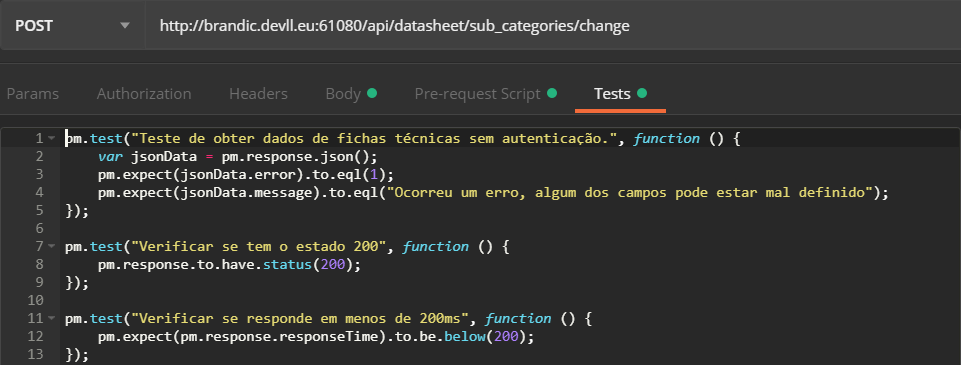 POST http://brandic.devll.eu:61080/api/datasheet/sub_categories/change
Params Authorization Headers Body Pre-request Script Tests
1 pm.test("Teste de obter dados de fichas técnicas sem autenticação.", function () {
2 var jsonData = pm.response.json();
3 pm.expect(jsonData.error).to.eql(1);
4 pm.expect(jsonData.message).to.eql("Ocorreu um erro, algum dos campos pode estar mal definido");
5 });
6
7 pm.test("Verificar se tem o estado 200", function () {
8 pm.response.to.have.status(200);
9 });
10
11 pm.test("Verificar se responde em menos de 200ms", function () {
12 pm.expect(pm.response.responseTime).to.be.below(200);
13 });